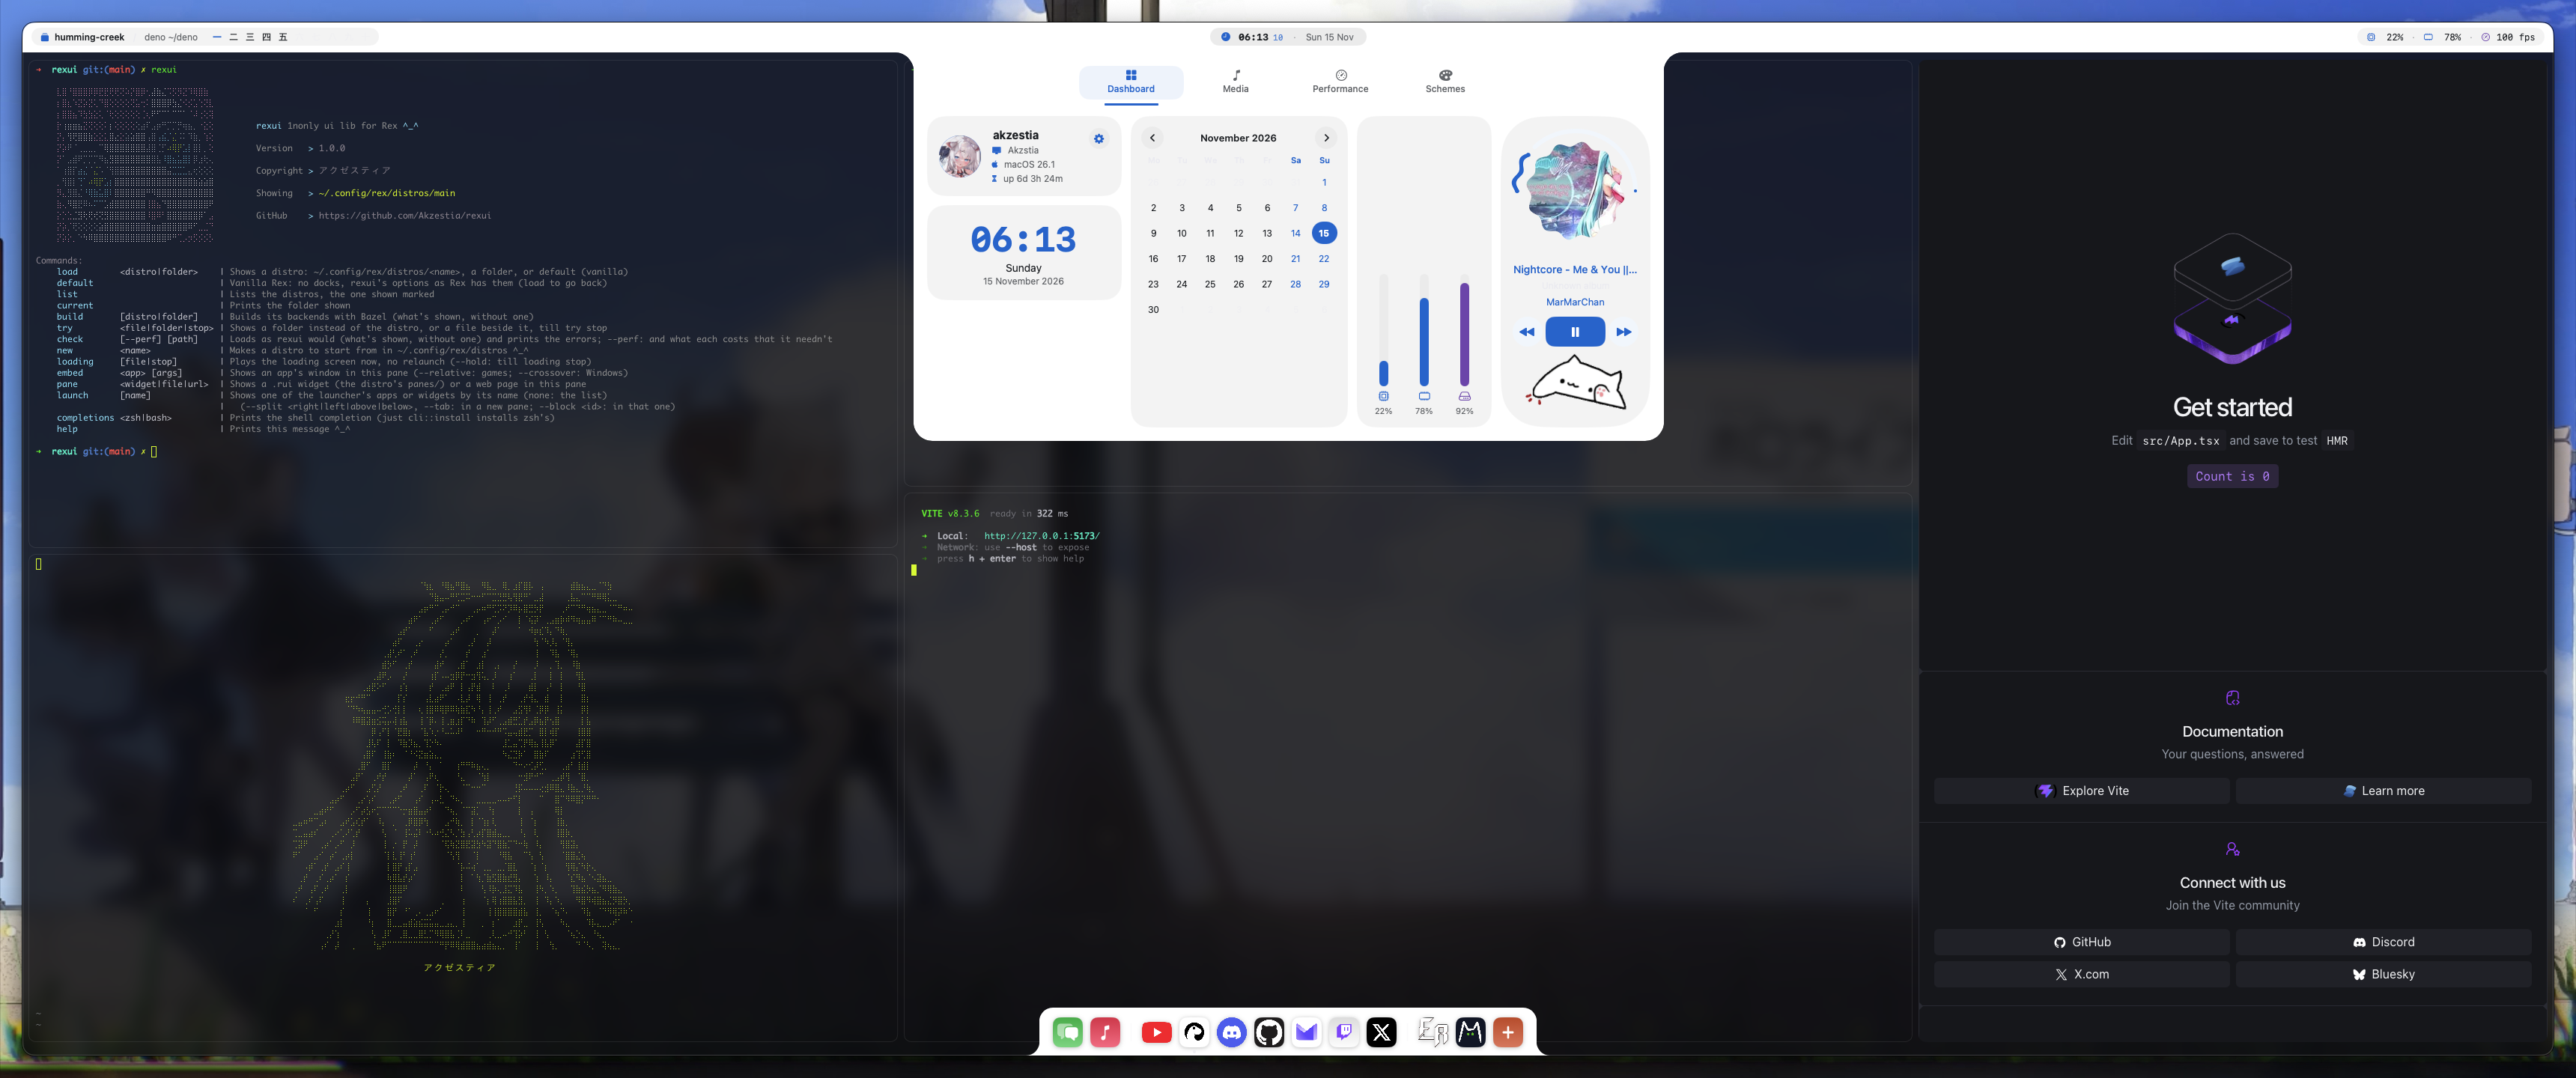 humming-creek deno ~/deno 一 二 三 四 五
06:13 10 · Sun 15 Nov
22% · 78% · 100 fps
➜ rexui git:(main) ✗ rexui
rexui 1nonly ui lib for Rex ^_^
Version > 1.0.0
Copyright > アクゼスティア
Showing > ~/.config/rex/distros/main
GitHub > https://github.com/Akzestia/rexui
Commands:
load <distro|folder> | Shows a distro: ~/.config/rex/distros/<name>, a folder, or default (vanilla)
default | Vanilla Rex: no docks, rexui's options as Rex has them (load to go back)
list | Lists the distros, the one shown marked
current | Prints the folder shown
build [distro|folder] | Builds its backends with Bazel (what's shown, without one)
try <file|folder|stop> | Shows a folder instead of the distro, or a file beside it, till try stop
check [--perf] [path] | Loads as rexui would (what's shown, without one) and prints the errors; --perf: and what each costs that it needn't
new <name> | Makes a distro to start from in ~/.config/rex/distros ^_^
loading [file|stop] | Plays the loading screen now, no relaunch (--hold: till loading stop)
embed <app> [args] | Shows an app's window in this pane (--relative: games; --crossover: Windows)
pane <widget|file|url> | Shows a .rui widget (the distro's panes/) or a web page in this pane
launch [name] | Shows one of the launcher's apps or widgets by its name (none: the list)
| (--split <right|left|above|below>, --tab: in a new pane; --block <id>: in that one)
completions <zsh|bash> | Prints the shell completion (just cli::install installs zsh's)
help | Prints this message ^_^
➜ rexui git:(main) ✗
アクゼスティア
~
~
Dashboard Media Performance Schemes
akzestia
Akzstia
macOS 26.1
up 6d 3h 24m
06:13
Sunday
15 November 2026
November 2026
Mo Tu We Th Fr Sa Su
1
2 3 4 5 6 7 8
9 10 11 12 13 14 15
16 17 18 19 20 21 22
23 24 25 26 27 28 29
30
22% 78% 92%
Nightcore - Me & You ||...
MarMarChan
VITE v8.3.6 ready in 322 ms
➜ Local: http://127.0.0.1:5173/
➜ Network: use --host to expose
➜ press h + enter to show help
Get started
Edit src/App.tsx and save to test HMR
Count is 0
Documentation
Your questions, answered
Explore Vite
Learn more
Connect with us
Join the Vite community
GitHub
Discord
X.com
Bluesky